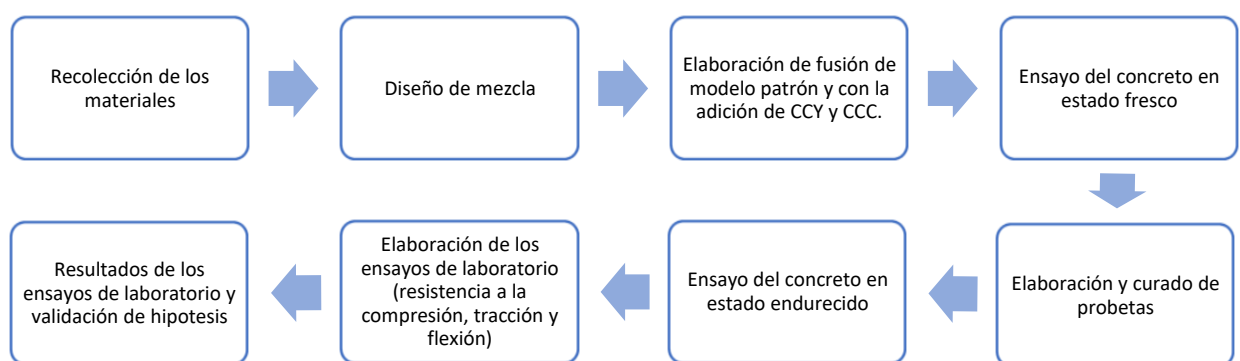 Recolección de los
materiales
Diseño de mezcla
Elaboración de fusión de
modelo patrón y con la
adición de CCY y CCC.
Ensayo del concreto en
estado fresco
Elaboración y curado de
probetas
Ensayo del concreto en
estado endurecido
Elaboración de los
ensayos de laboratorio
(resistencia a la
compresión, tracción y
flexión)
Resultados de los
ensayos de laboratorio y
validación de hipotesis